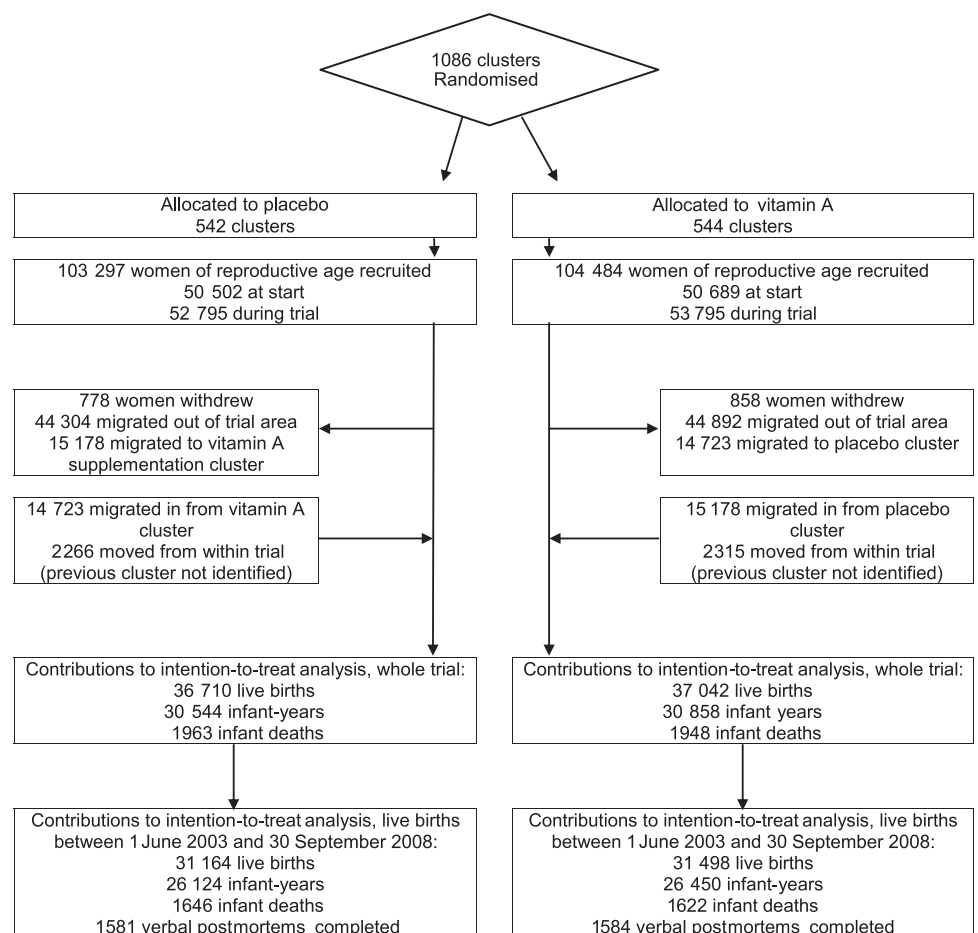 1086 clusters
Randomised
Allocated to placebo
542 clusters
Allocated to vitamin A
544 clusters
103 297 women of reproductive age recruited
50 502 at start
52 795 during trial
104 484 women of reproductive age recruited
50 689 at start
53 795 during trial
778 women withdrew
44 304 migrated out of trial area
15 178 migrated to vitamin A
supplementation cluster
858 women withdrew
44 892 migrated out of trial area
14 723 migrated to placebo cluster
14 723 migrated in from vitamin A
cluster
2266 moved from within trial
(previous cluster not identified)
15 178 migrated in from placebo
cluster
2315 moved from within trial
(previous cluster not identified)
Contributions to intention-to-treat analysis, whole trial:
36 710 live births
30 544 infant-years
1963 infant deaths
Contributions to intention-to-treat analysis, whole trial:
37 042 live births
30 858 infant years
1948 infant deaths
Contributions to intention-to-treat analysis, live births
between 1 June 2003 and 30 September 2008:
31 164 live births
26 124 infant-years
1646 infant deaths
1581 verbal postmortems completed
Contributions to intention-to-treat analysis, live births
between 1 June 2003 and 30 September 2008:
31 498 live births
26 450 infant-years
1622 infant deaths
1584 verbal postmortems completed